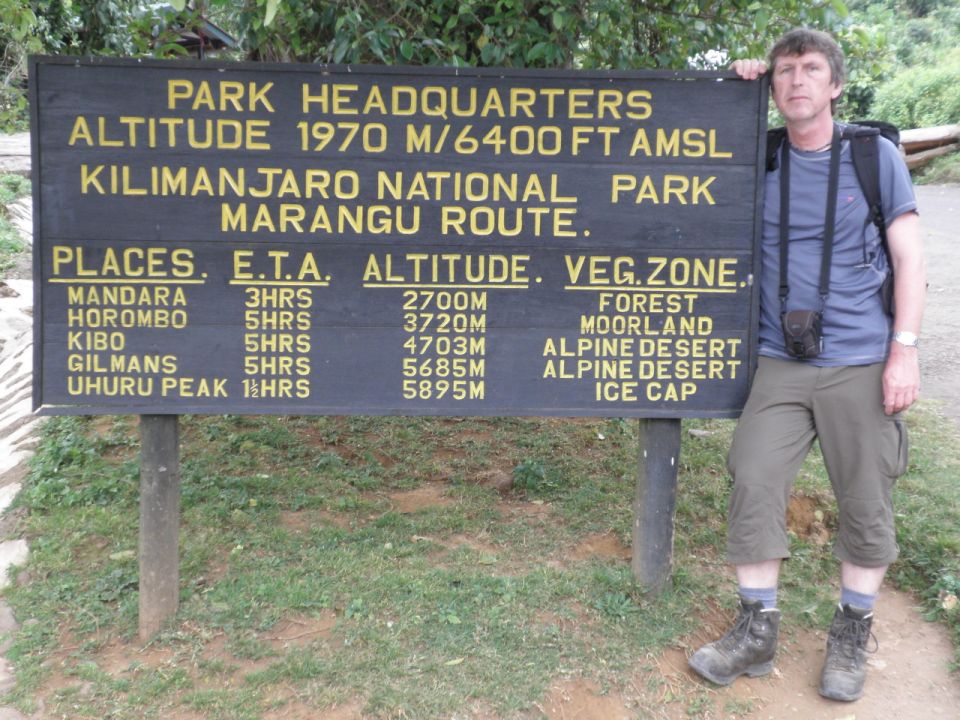 PARK HEADQUARTERS
ALTITUDE 1970 M/6400 FT AMSL
KILIMANJARO NATIONAL PARK
MARANGU ROUTE.
PLACES. E.T.A. ALTITUDE. VEG.ZONE.
MANDARA 3HRS 2700M FOREST
HOROMBO 5HRS 3720M MOORLAND
KIBO 5HRS 4703M ALPINE DESERT
GILMANS 5HRS 5685M ALPINE DESERT
UHURU PEAK 1½HRS 5895M ICE CAP